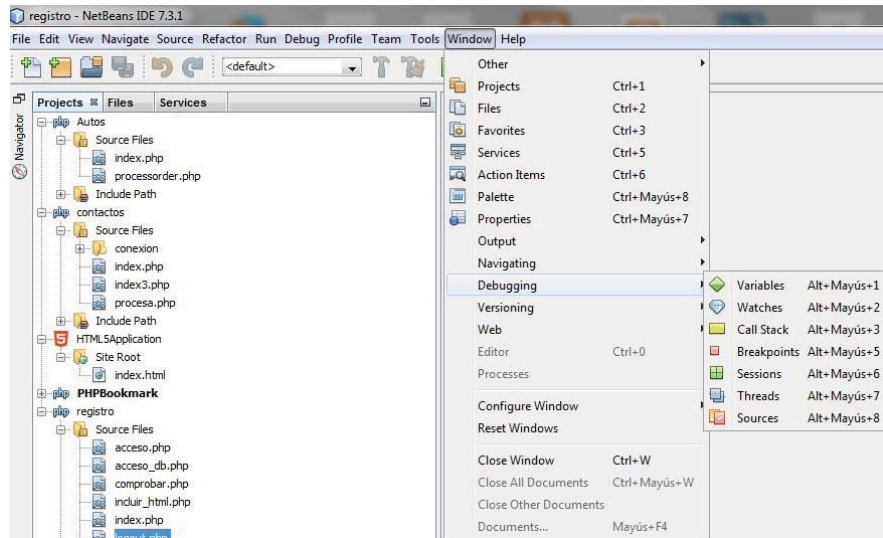 registro - NetBeans IDE 7.3.1
File Edit View Navigate Source Refactor Run Debug Profile Team Tools Window Help
<default>
Projects Files Services
Navigator
php Autos
Source Files
index.php
processorder.php
Include Path
php contactos
Source Files
conexion
index.php
index3.php
procesa.php
Include Path
5 HTML5Application
Site Root
index.html
php PHPBookmark
php registro
Source Files
acceso.php
acceso_db.php
comprobar.php
incluir_html.php
index.php
logout.php
Other
Projects Ctrl+1
Files Ctrl+2
Favorites Ctrl+3
Services Ctrl+5
Action Items Ctrl+6
Palette Ctrl+Mayús+8
Properties Ctrl+Mayús+7
Output
Navigating
Debugging
Versioning
Web
Editor Ctrl+0
Processes
Configure Window
Reset Windows
Close Window Ctrl+W
Close All Documents Ctrl+Mayús+W
Close Other Documents
Documents... Mayús+F4
Variables Alt+Mayús+1
Watches Alt+Mayús+2
Call Stack Alt+Mayús+3
Breakpoints Alt+Mayús+5
Sessions Alt+Mayús+6
Threads Alt+Mayús+7
Sources Alt+Mayús+8